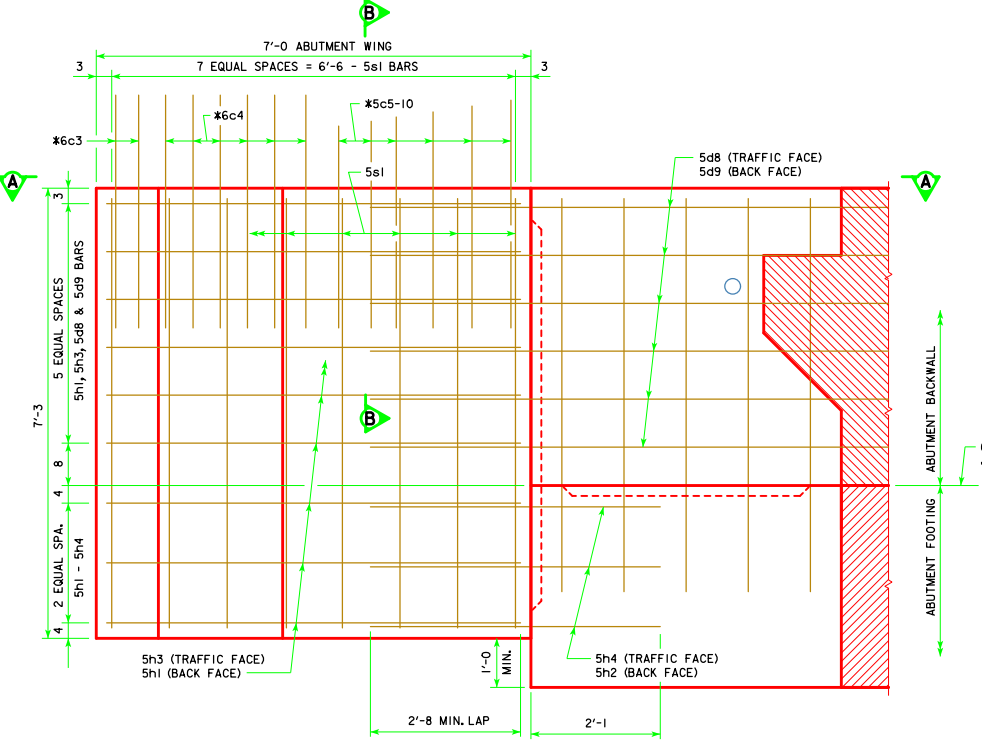 B
7'-0 ABUTMENT WING
3
7 EQUAL SPACES = 6'-6 - 5s1 BARS
3
*5c5-10
*6c4
*6c3
5d8 (TRAFFIC FACE)
5d9 (BACK FACE)
5s1
A
A
3
5 EQUAL SPACES
5h1, 5h3, 5d8 & 5d9 BARS
7'-3
8
4
2 EQUAL SPA.
5h1 - 5h4
4
B
ABUTMENT BACKWALL
ABUTMENT FOOTING
5h3 (TRAFFIC FACE)
5h1 (BACK FACE)
1'-0
MIN.
5h4 (TRAFFIC FACE)
5h2 (BACK FACE)
2'-8 MIN. LAP
2'-1